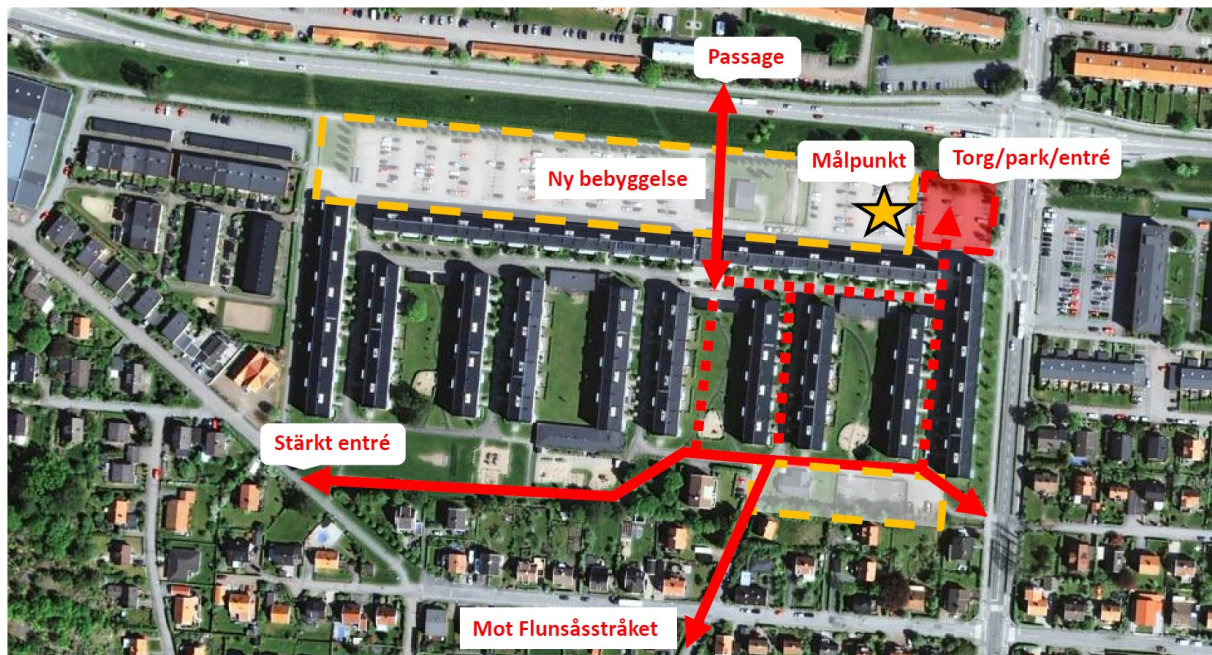 Passage
Målpunkt
Torg/park/entré
Ny bebyggelse
Stärkt entré
Mot Flunsåsstråket